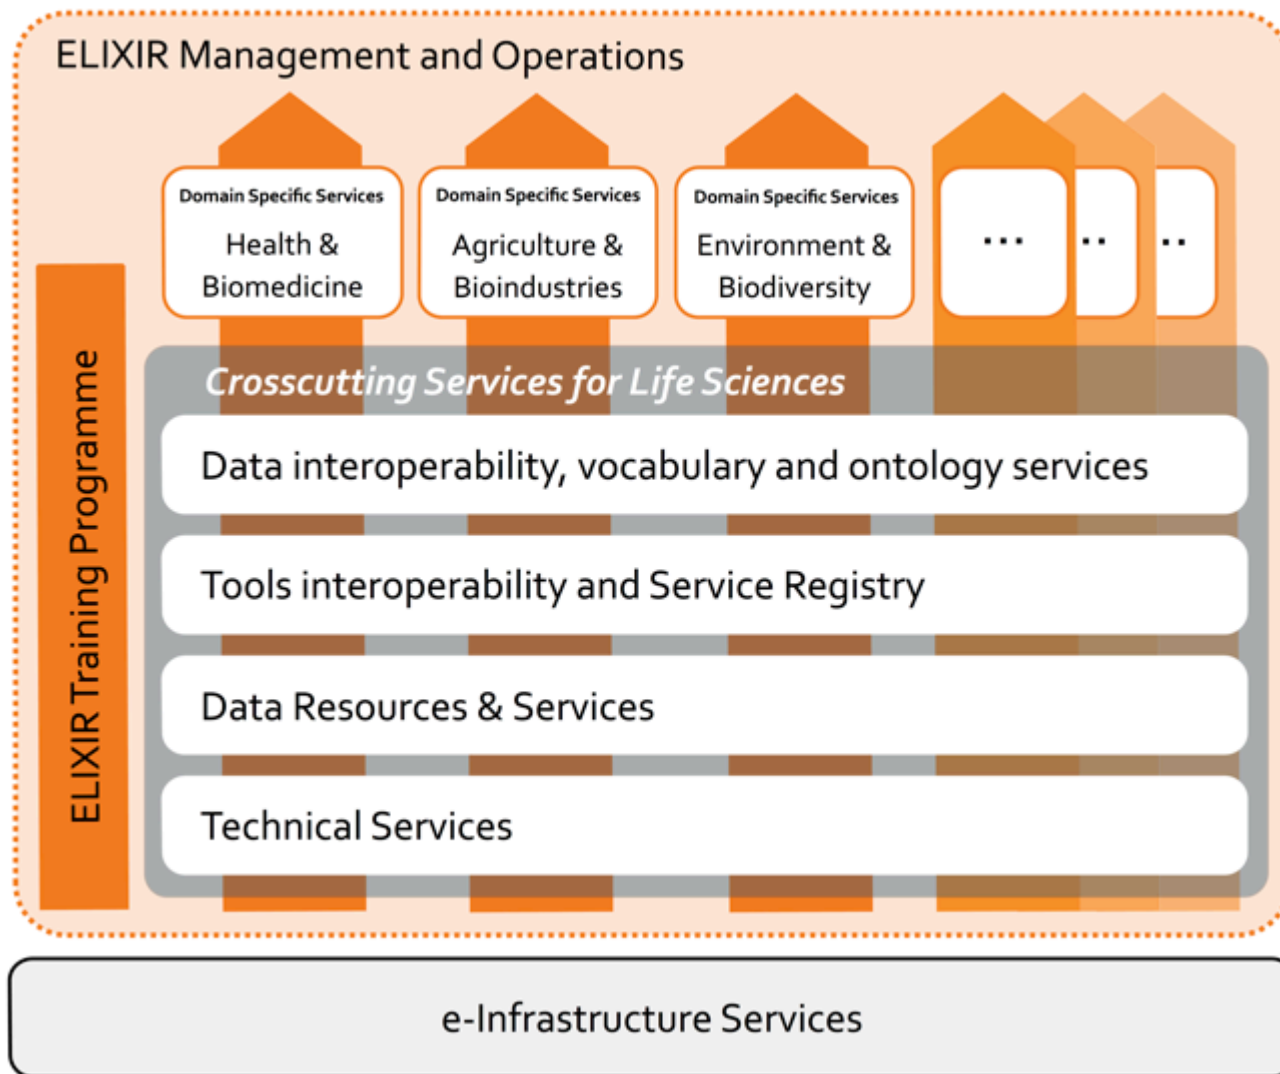 ELIXIR Management and Operations
Domain Specific Services
Health &
Biomedicine
Domain Specific Services
Agriculture &
Bioindustries
Domain Specific Services
Environment &
Biodiversity
...
..
..
ELIXIR Training Programme
Crosscutting Services for Life Sciences
Data interoperability, vocabulary and ontology services
Tools interoperability and Service Registry
Data Resources & Services
Technical Services
e-Infrastructure Services